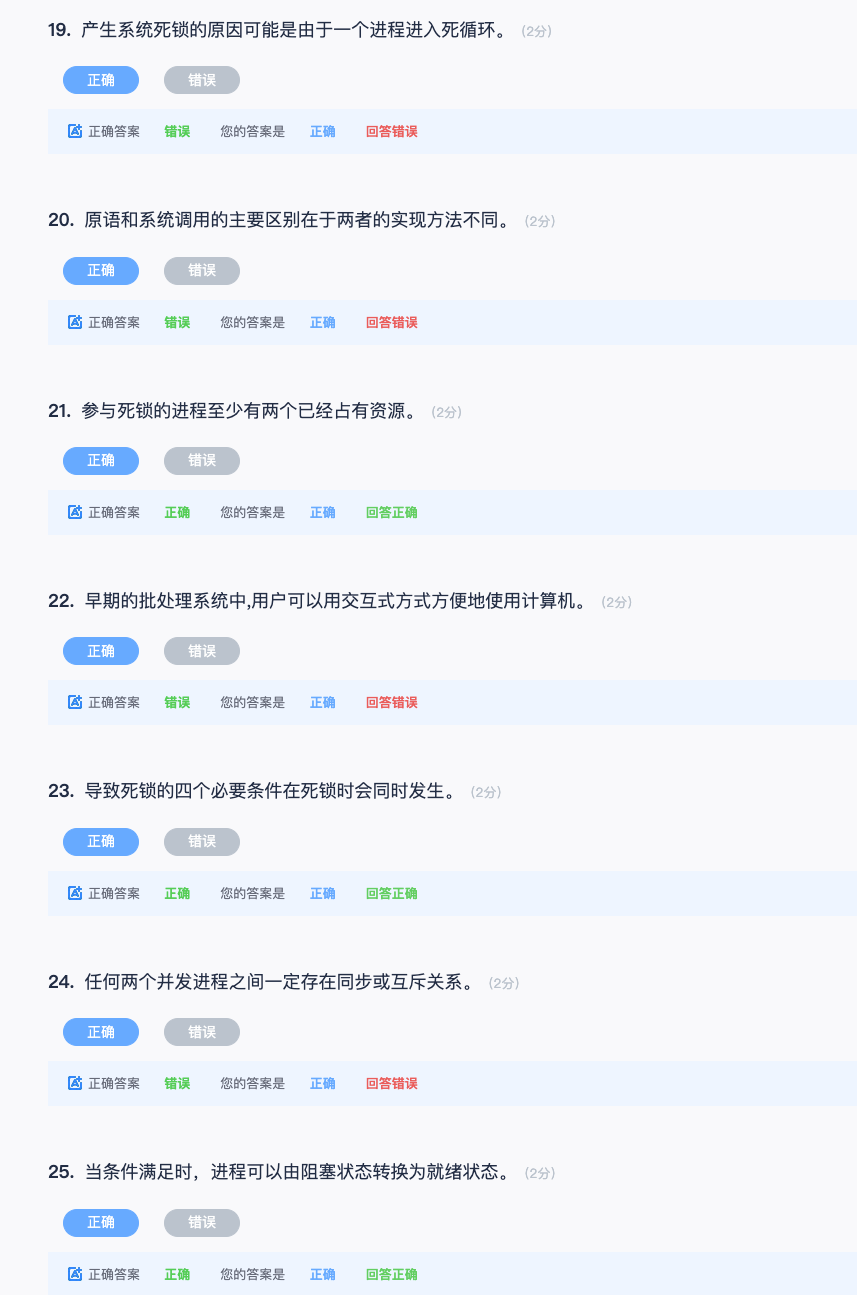 19. 产生系统死锁的原因可能是由于一个进程进入死循环。 (2分)
正确 错误
正确答案 错误 您的答案是 正确 回答错误
20. 原语和系统调用的主要区别在于两者的实现方法不同。 (2分)
正确 错误
正确答案 错误 您的答案是 正确 回答错误
21. 参与死锁的进程至少有两个已经占有资源。 (2分)
正确 错误
正确答案 正确 您的答案是 正确 回答正确
22. 早期的批处理系统中,用户可以用交互式方式方便地使用计算机。 (2分)
正确 错误
正确答案 错误 您的答案是 正确 回答错误
23. 导致死锁的四个必要条件在死锁时会同时发生。 (2分)
正确 错误
正确答案 正确 您的答案是 正确 回答正确
24. 任何两个并发进程之间一定存在同步或互斥关系。 (2分)
正确 错误
正确答案 错误 您的答案是 正确 回答错误
25. 当条件满足时，进程可以由阻塞状态转换为就绪状态。 (2分)
正确 错误
正确答案 正确 您的答案是 正确 回答正确